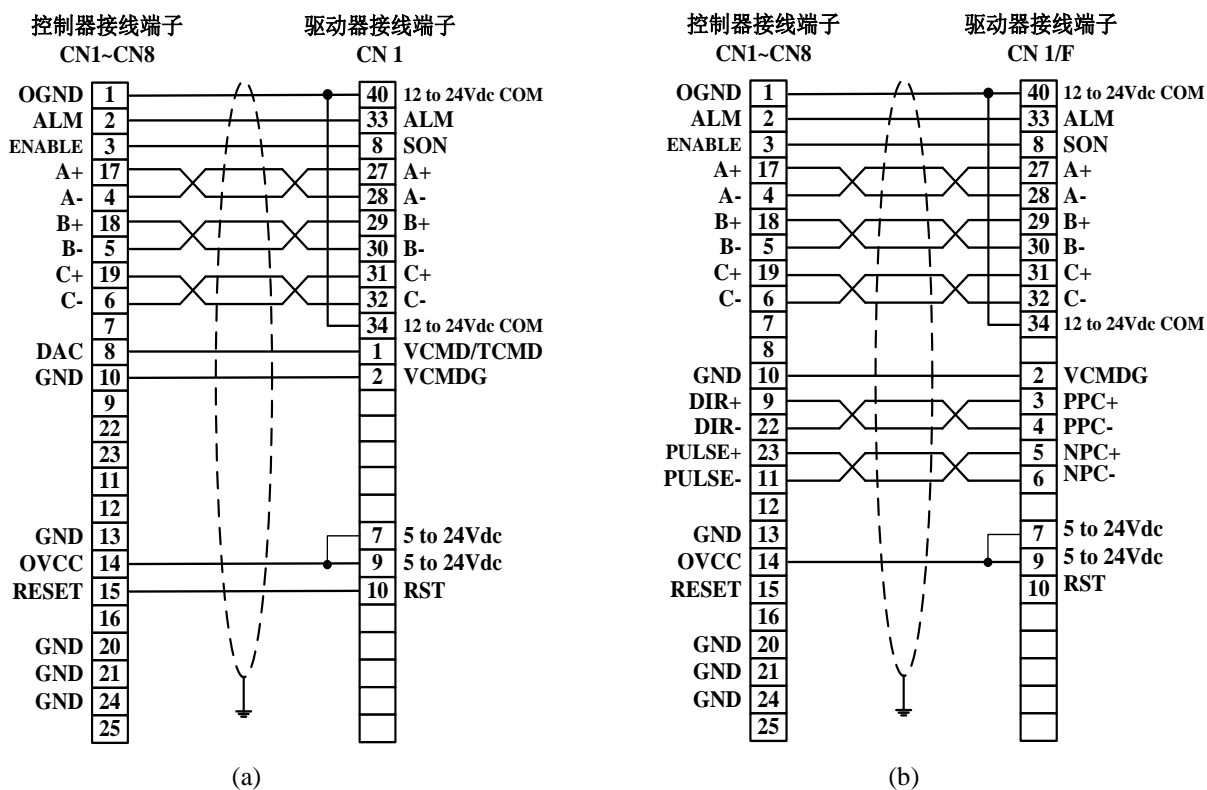 控制器接线端子 驱动器接线端子
CN1~CN8 CN 1
OGND 1 40 12 to 24Vdc COM
ALM 2 33 ALM
ENABLE 3 8 SON
A+ 17 27 A+
A- 4 28 A-
B+ 18 29 B+
B- 5 30 B-
C+ 19 31 C+
C- 6 32 C-
7 34 12 to 24Vdc COM
DAC 8 1 VCMD/TCMD
GND 10 2 VCMDG
9
22
23
11
12
GND 13 7 5 to 24Vdc
OVCC 14 9 5 to 24Vdc
RESET 15 10 RST
16
GND 20
GND 21
GND 24
25
(a)
控制器接线端子 驱动器接线端子
CN1~CN8 CN 1/F
OGND 1 40 12 to 24Vdc COM
ALM 2 33 ALM
ENABLE 3 8 SON
A+ 17 27 A+
A- 4 28 A-
B+ 18 29 B+
B- 5 30 B-
C+ 19 31 C+
C- 6 32 C-
7 34 12 to 24Vdc COM
8
GND 10 2 VCMDG
DIR+ 9 3 PPC+
DIR- 22 4 PPC-
PULSE+ 23 5 NPC+
PULSE- 11 6 NPC-
12
GND 13 7 5 to 24Vdc
OVCC 14 9 5 to 24Vdc
RESET 15 10 RST
16
GND 20
GND 21
GND 24
25
(b)